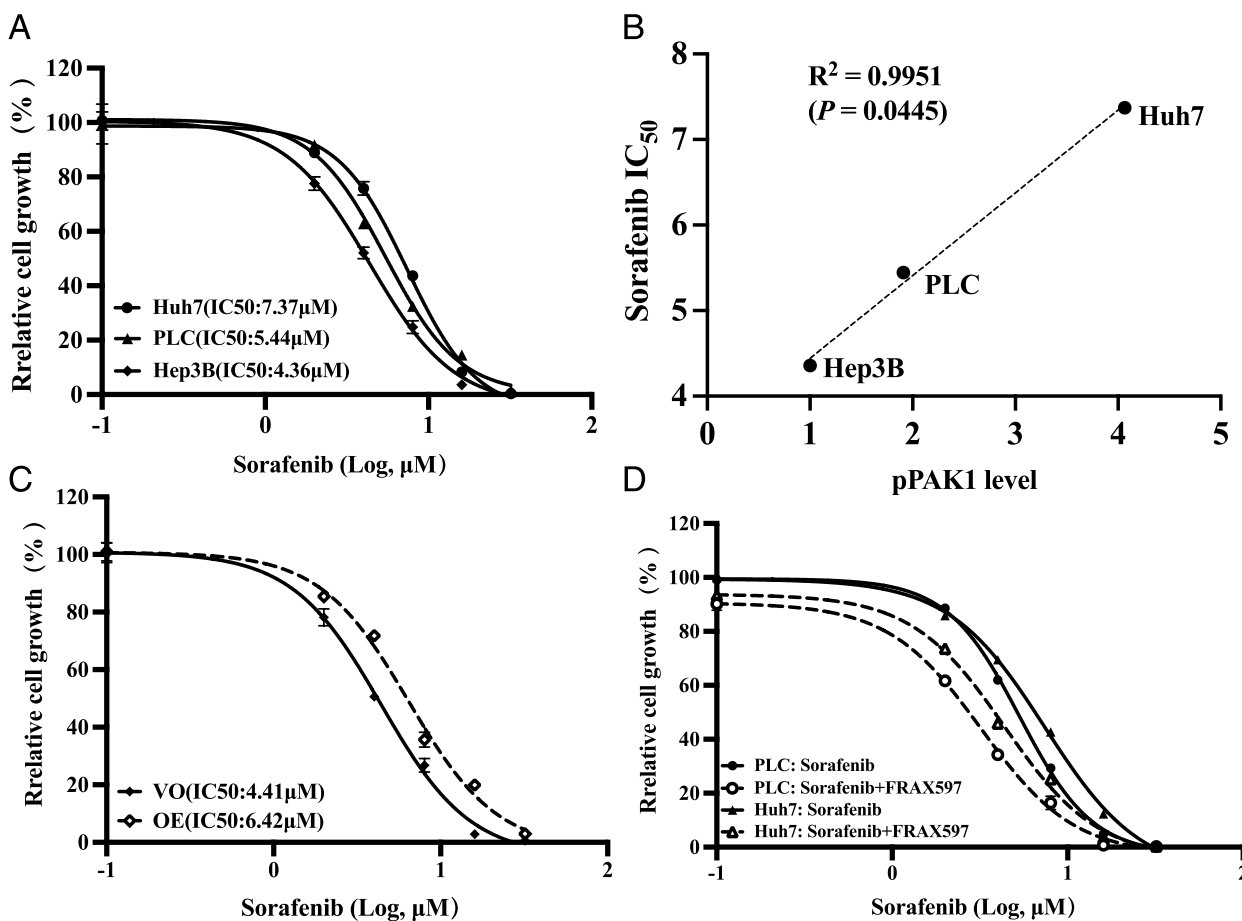 A
120
100
80
60
40
20
0
Rrelative cell growth (%)
Huh7(IC50:7.37μM)
PLC(IC50:5.44μM)
Hep3B(IC50:4.36μM)
-1 0 1 2
Sorafenib (Log, μM)
B
8
7
6
5
4
Sorafenib IC50
R2 = 0.9951
(P = 0.0445)
Huh7
PLC
Hep3B
0 1 2 3 4 5
pPAK1 level
C
120
100
80
60
40
20
0
Rrelative cell growth (%)
VO(IC50:4.41μM)
OE(IC50:6.42μM)
-1 0 1 2
Sorafenib (Log, μM)
D
120
100
80
60
40
20
0
Rrelative cell growth (%)
PLC: Sorafenib
PLC: Sorafenib+FRAX597
Huh7: Sorafenib
Huh7: Sorafenib+FRAX597
-1 0 1 2
Sorafenib (Log, μM)